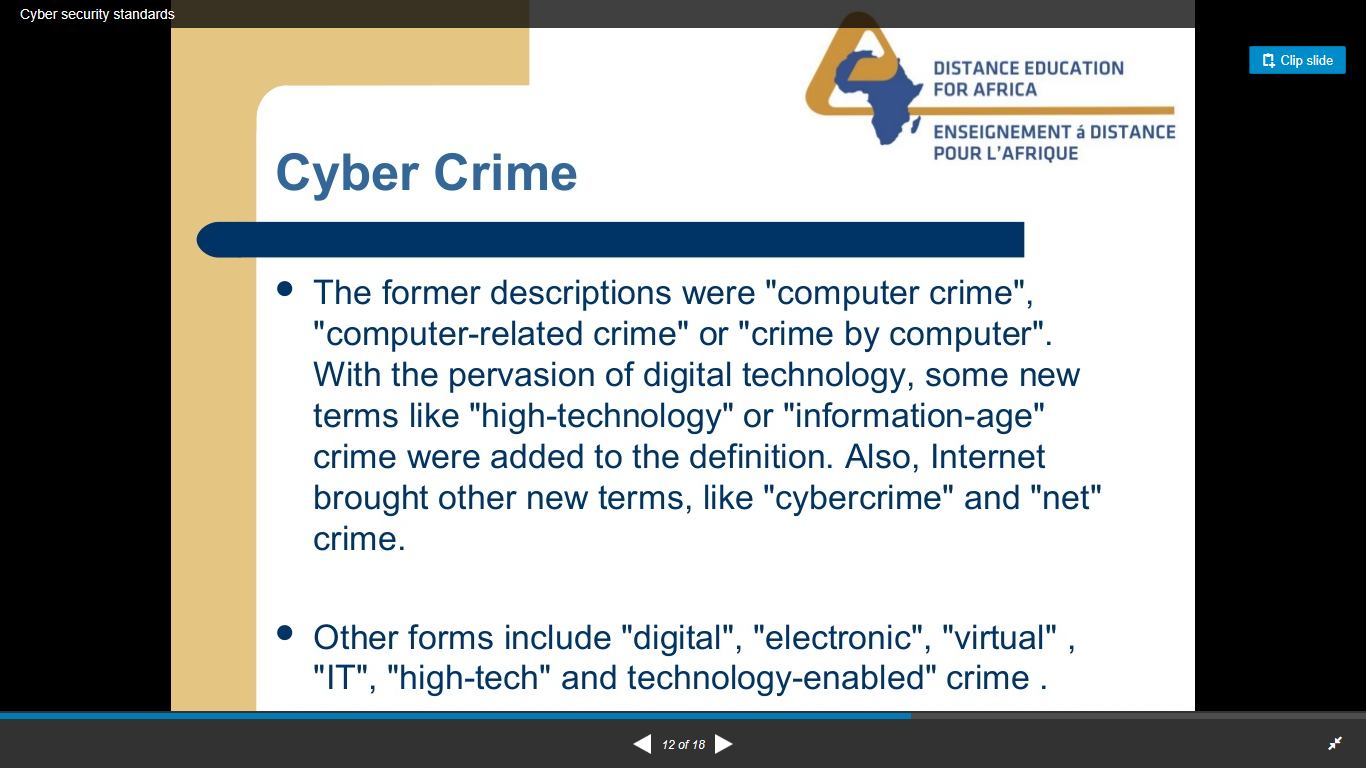 Cyber security standards
Clip slide
DISTANCE EDUCATION
FOR AFRICA
ENSEIGNEMENT á DISTANCE
POUR L'AFRIQUE
Cyber Crime
• The former descriptions were "computer crime",
"computer-related crime" or "crime by computer".
With the pervasion of digital technology, some new
terms like "high-technology" or "information-age"
crime were added to the definition. Also, Internet
brought other new terms, like "cybercrime" and "net"
crime.
• Other forms include "digital", "electronic", "virtual" ,
"IT", "high-tech" and technology-enabled" crime .
12 of 18